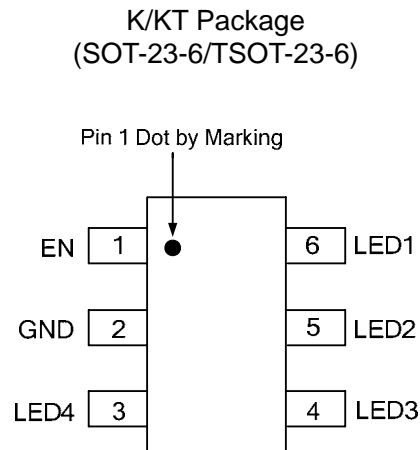 K/KT Package
(SOT-23-6/TSOT-23-6)
Pin 1 Dot by Marking
EN 1 6 LED1
GND 2 5 LED2
LED4 3 4 LED3